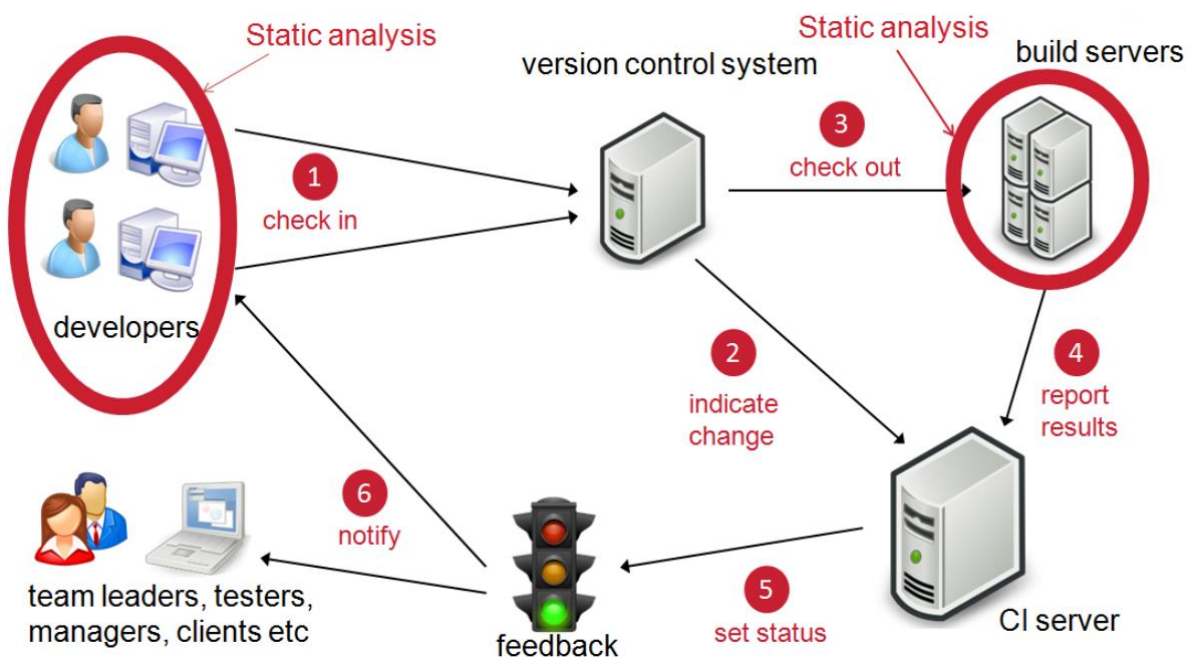 Static analysis
Static analysis
build servers
version control system
3
check out
1
check in
developers
2
indicate
change
4
report
results
6
notify
team leaders, testers,
managers, clients etc
feedback
5
set status
CI server